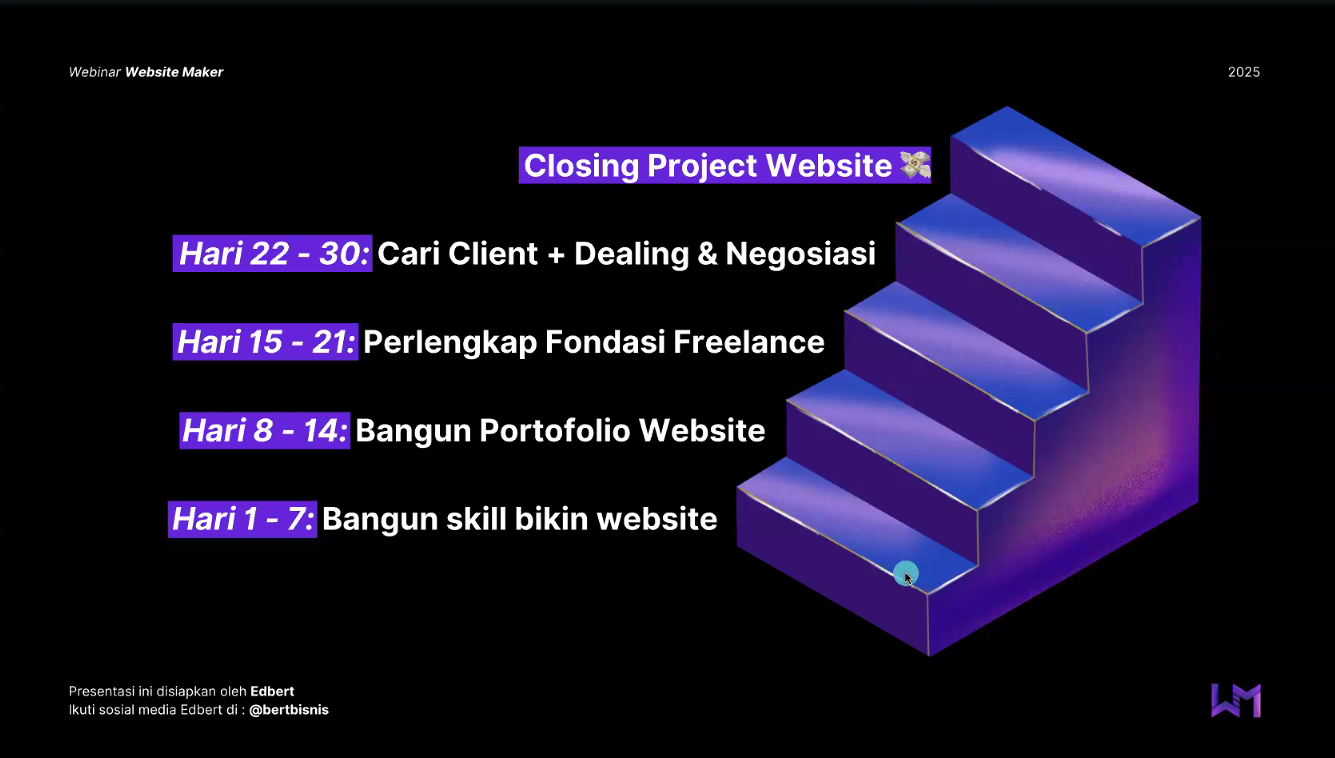 Webinar Website Maker
2025
Closing Project Website 💸
Hari 22 - 30: Cari Client + Dealing & Negosiasi
Hari 15 - 21: Perlengkap Fondasi Freelance
Hari 8 - 14: Bangun Portofolio Website
Hari 1 - 7: Bangun skill bikin website
Presentasi ini disiapkan oleh Edbert
Ikuti sosial media Edbert di : @bertbisnis
WM